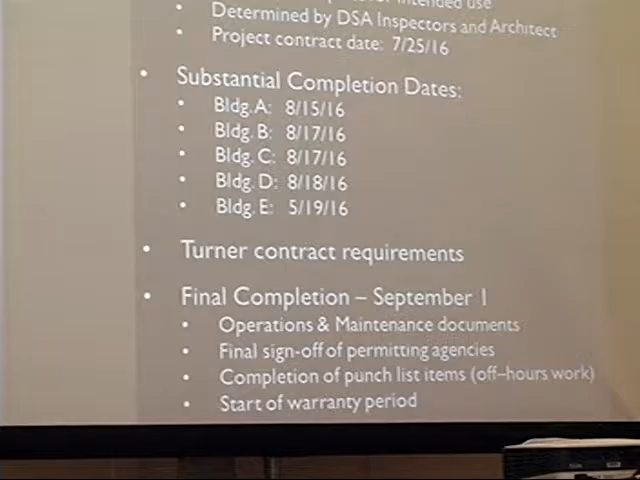 intended use
Determined by DSA Inspectors and Architect
Project contract date: 7/25/16
Substantial Completion Dates:
Bldg. A: 8/15/16
Bldg. B: 8/17/16
Bldg. C: 8/17/16
Bldg. D: 8/18/16
Bldg. E: 5/19/16
Turner contract requirements
Final Completion – September 1
Operations & Maintenance documents
Final sign-off of permitting agencies
Completion of punch list items (off–hours work)
Start of warranty period